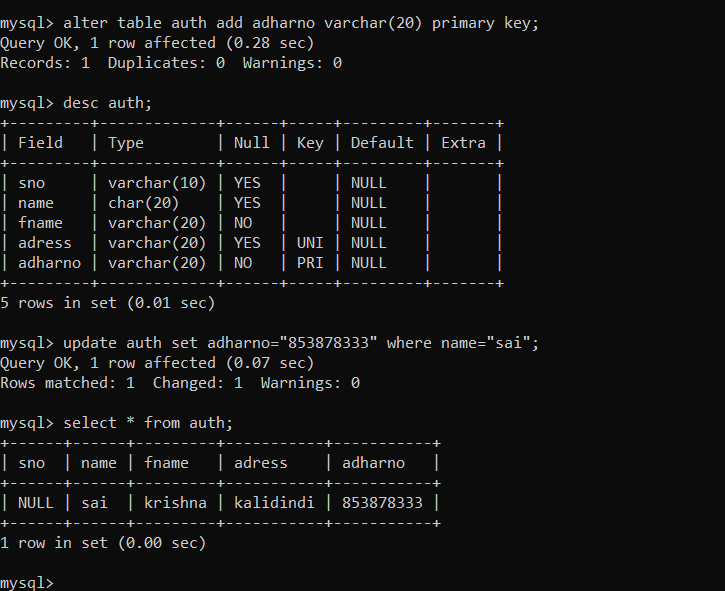 mysql> alter table auth add adharno varchar(20) primary key;
Query OK, 1 row affected (0.28 sec)
Records: 1  Duplicates: 0  Warnings: 0

mysql> desc auth;
+---------+-------------+------+-----+---------+-------+
| Field   | Type        | Null | Key | Default | Extra |
+---------+-------------+------+-----+---------+-------+
| sno     | varchar(10) | YES  |     | NULL    |       |
| name    | char(20)    | YES  |     | NULL    |       |
| fname   | varchar(20) | NO   |     | NULL    |       |
| adress  | varchar(20) | YES  | UNI | NULL    |       |
| adharno | varchar(20) | NO   | PRI | NULL    |       |
+---------+-------------+------+-----+---------+-------+
5 rows in set (0.01 sec)

mysql> update auth set adharno="853878333" where name="sai";
Query OK, 1 row affected (0.07 sec)
Rows matched: 1  Changed: 1  Warnings: 0

mysql> select * from auth;
+------+------+---------+-----------+-----------+
| sno  | name | fname   | adress    | adharno   |
+------+------+---------+-----------+-----------+
| NULL | sai  | krishna | kalidindi | 853878333 |
+------+------+---------+-----------+-----------+
1 row in set (0.00 sec)

mysql>